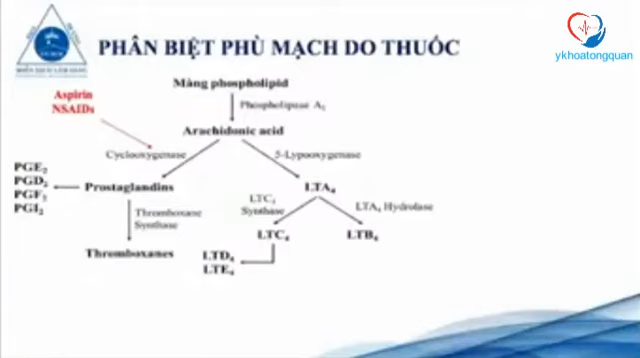 PHÂN BIỆT PHÙ MẠCH DO THUỐC
ykhoatongquan
Màng phospholipid
Aspirin
NSAIDs
Phospholipase A₂
Arachidonic acid
Cyclooxygenase
5-Lypooxygenase
PGE₂
PGD₂
PGI₂
Prostaglandins
LTA₄
LTC₄
Synthase
LTA₄ Hydrolase
Thromboxane
Synthase
LTC₄
LTB₄
Thromboxanes
LTD₄
LTE₄